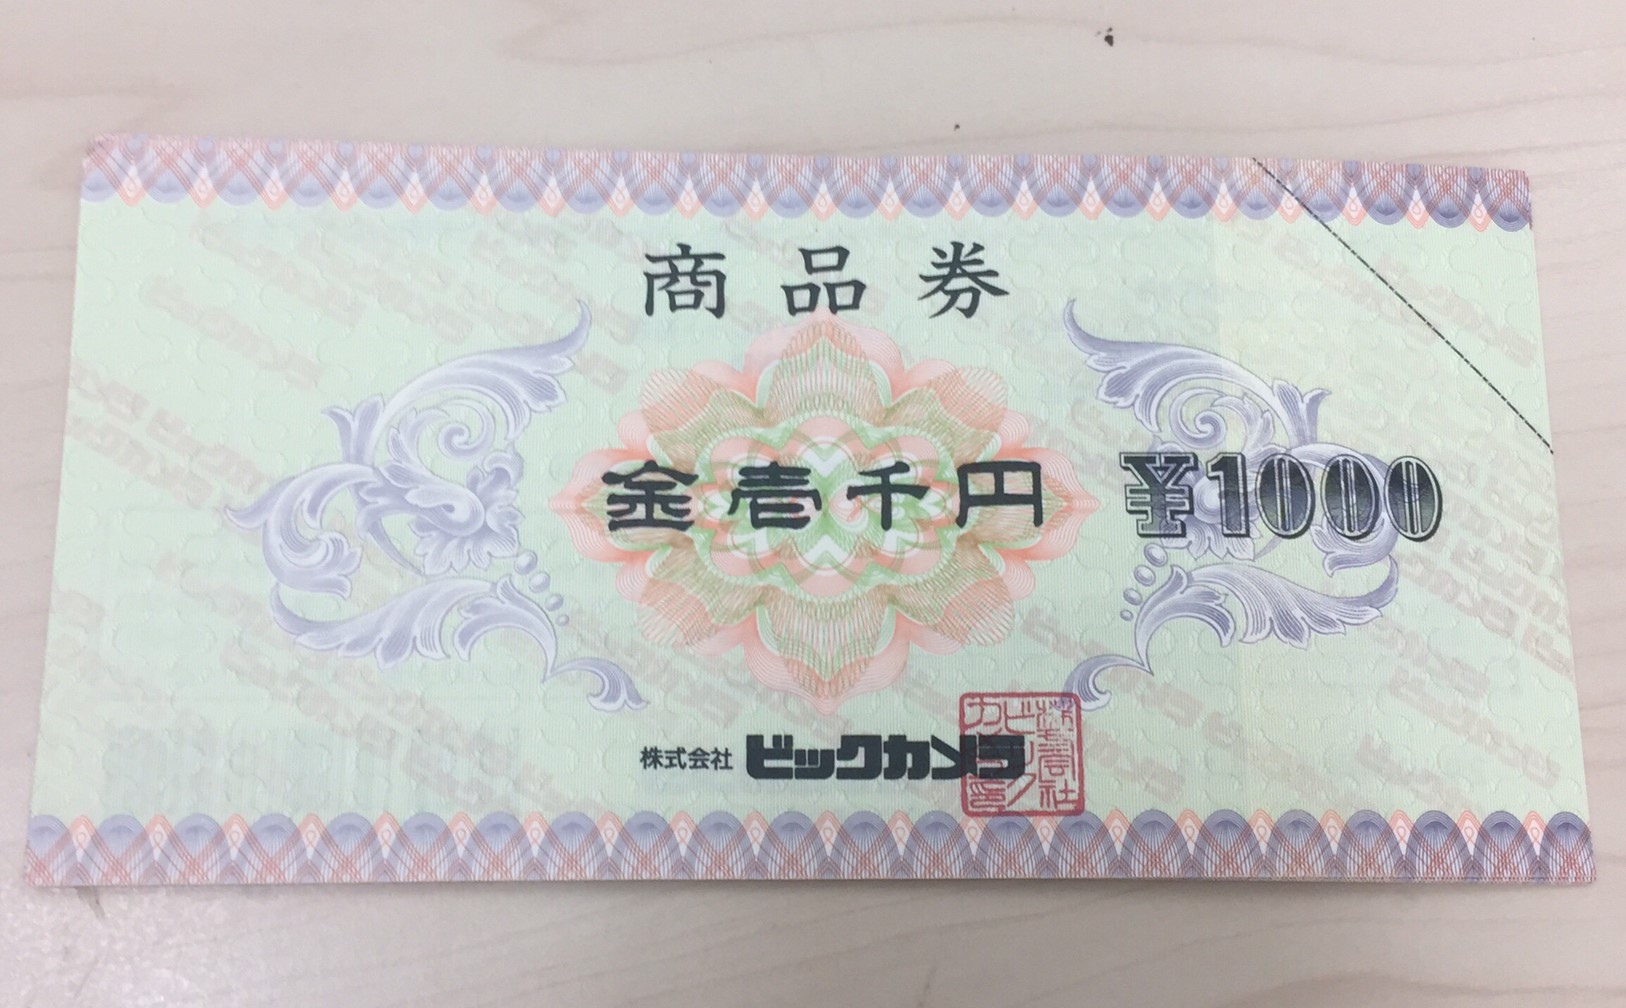 商品券
金壱千円 ¥1000
株式会社 ビックカメラ